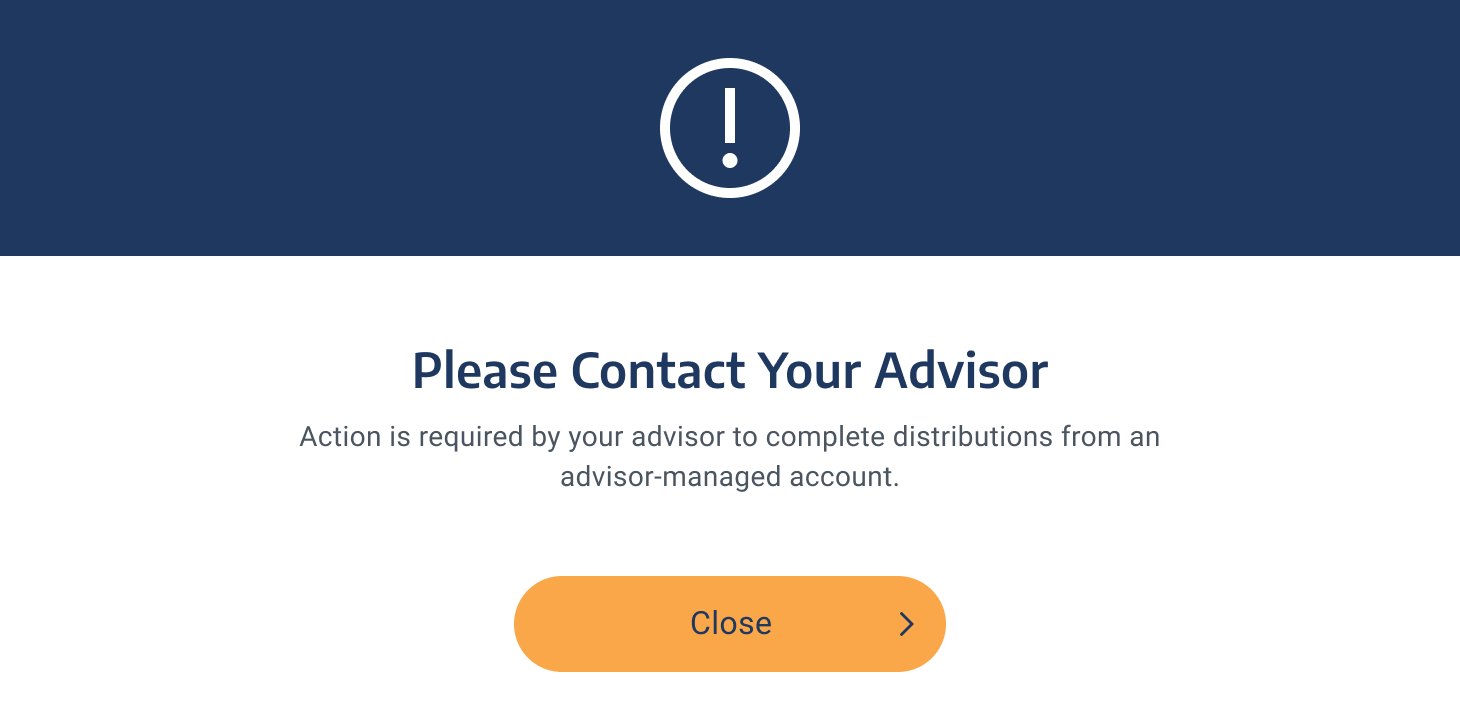 Please Contact Your Advisor
Action is required by your advisor to complete distributions from an
advisor-managed account.
Close